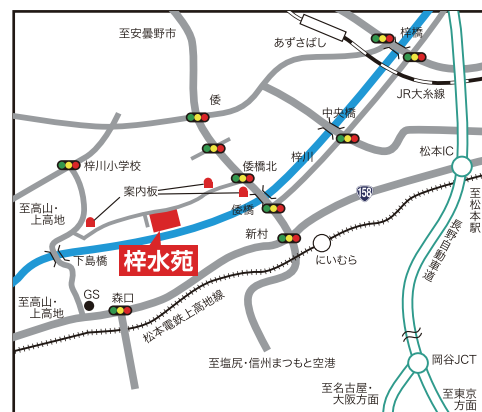 至安曇野市
あずさばし
梓橋
JR大糸線
倭
中央橋
松本IC
梓川
倭橋北
梓川小学校
案内板
158
至松本駅
至高山・
上高地
倭橋
新村
長野自動車道
梓水苑
にいむら
下島橋
至高山・
上高地
GS
森口
松本電鉄上高地線
岡谷JCT
至塩尻・信州まつもと空港
至名古屋・
大阪方面
至東京
方面